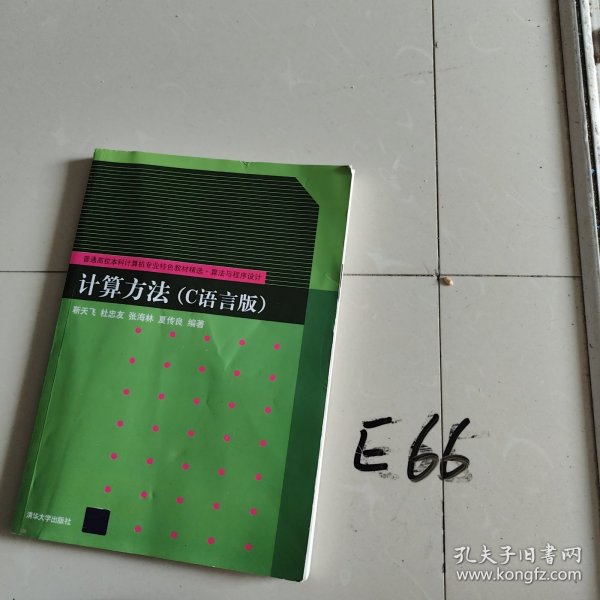 普通高校本科计算机专业特色教材精选·算法与程序设计
计算方法(C语言版)
靳天飞 杜忠友 张海林 夏传良 编著
清华大学出版社
E66
孔夫子旧书网
www.kongfz.com